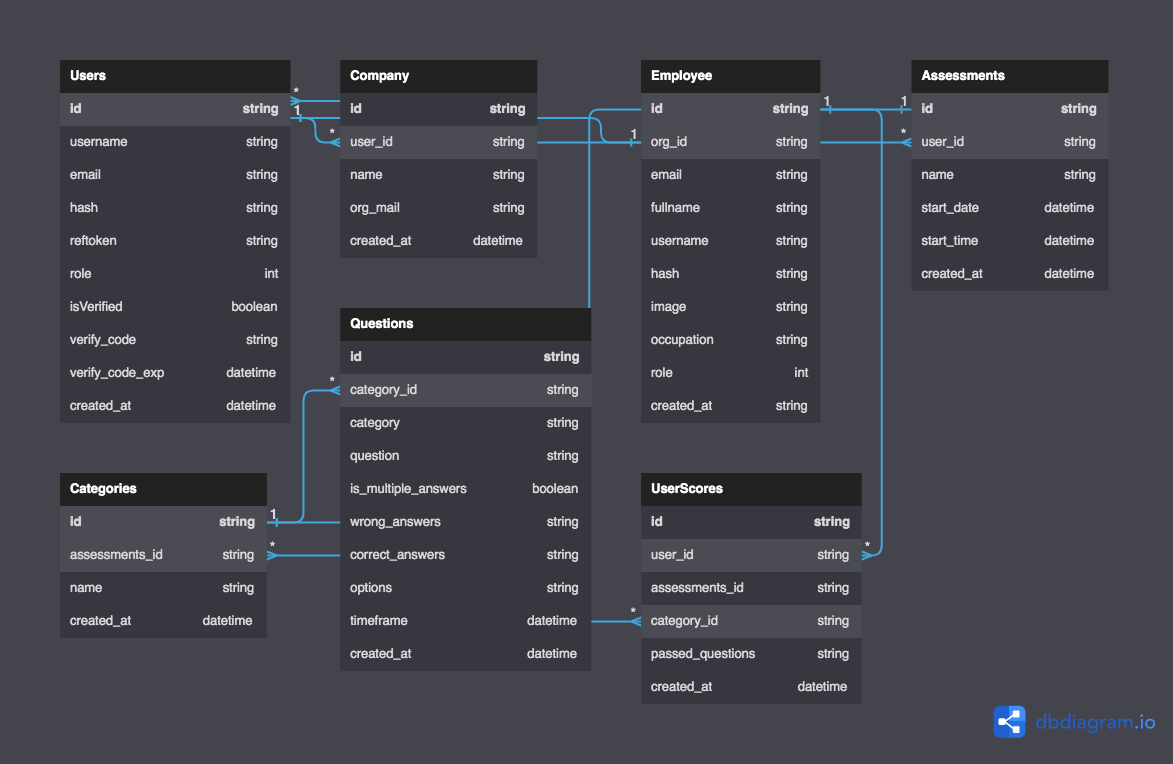 Users
id string
username string
email string
hash string
reftoken string
role int
isVerified boolean
verify_code string
verify_code_exp datetime
created_at datetime
Company
id string
user_id string
name string
org_mail string
created_at datetime
Employee
id string
org_id string
email string
fullname string
username string
hash string
image string
occupation string
role int
created_at string
Assessments
id string
user_id string
name string
start_date datetime
start_time datetime
created_at datetime
Questions
id string
category_id string
category string
question string
is_multiple_answers boolean
wrong_answers string
correct_answers string
options string
timeframe datetime
created_at datetime
Categories
id string
assessments_id string
name string
created_at datetime
UserScores
id string
user_id string
assessments_id string
category_id string
passed_questions string
created_at datetime
*
1
*
1
1
1
*
*
1
*
*
*
dbdiagram.io